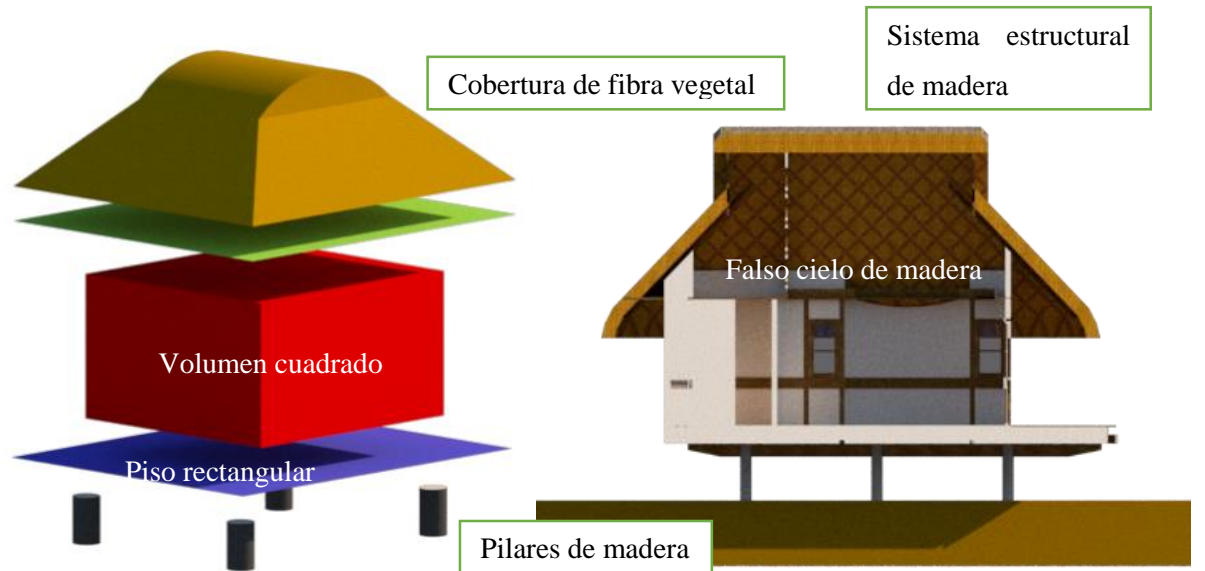 Sistema estructural
de madera
Cobertura de fibra vegetal
Falso cielo de madera
Volumen cuadrado
Piso rectangular
Pilares de madera